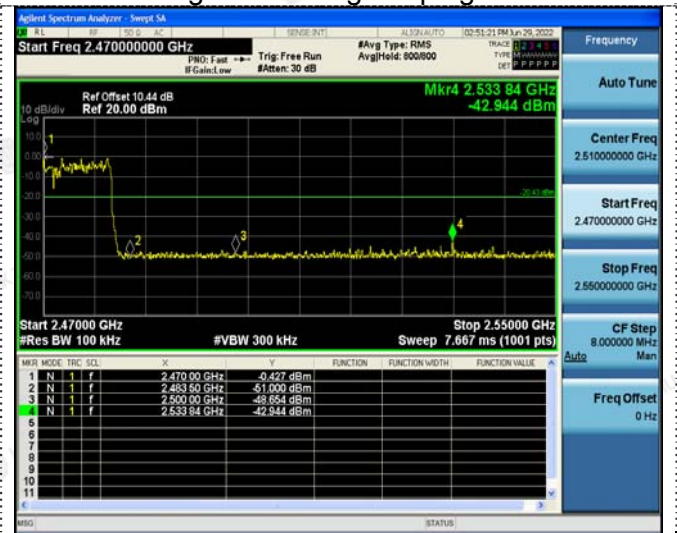 Agilent Spectrum Analyzer - Swept SA
RL RF 50 Ω AC SENSE:INT ALIGNAUTO 02:51:21 PM Jun 29, 2022
Start Freq 2.470000000 GHz
PNO: Fast Trig: Free Run #Avg Type: RMS TRACE 1 2 3 4 5 6
IFGain:Low #Atten: 30 dB Avg|Hold: 800/800 TYPE
DET P P P P P P
Mkr4 2.533 84 GHz
-42.944 dBm
Ref Offset 10.44 dB
10 dB/div Ref 20.00 dBm
Log
10.0
0.00
-10.0
-20.0
-30.0
-40.0
-50.0
-60.0
-70.0
1
2
3
4
-20.43 dBm
Start 2.47000 GHz Stop 2.55000 GHz
#Res BW 100 kHz #VBW 300 kHz Sweep 7.667 ms (1001 pts)
MKR MODE TRC SCL X Y FUNCTION FUNCTION WIDTH FUNCTION VALUE
1 N 1 f 2.470 00 GHz -0.427 dBm
2 N 1 f 2.483 50 GHz -51.000 dBm
3 N 1 f 2.500 00 GHz -48.654 dBm
4 N 1 f 2.533 84 GHz -42.944 dBm
5
6
7
8
9
10
11
MSG STATUS
Frequency
Auto Tune
Center Freq
2.510000000 GHz
Start Freq
2.470000000 GHz
Stop Freq
2.550000000 GHz
CF Step
8.000000 MHz
Auto Man
Freq Offset
0 Hz